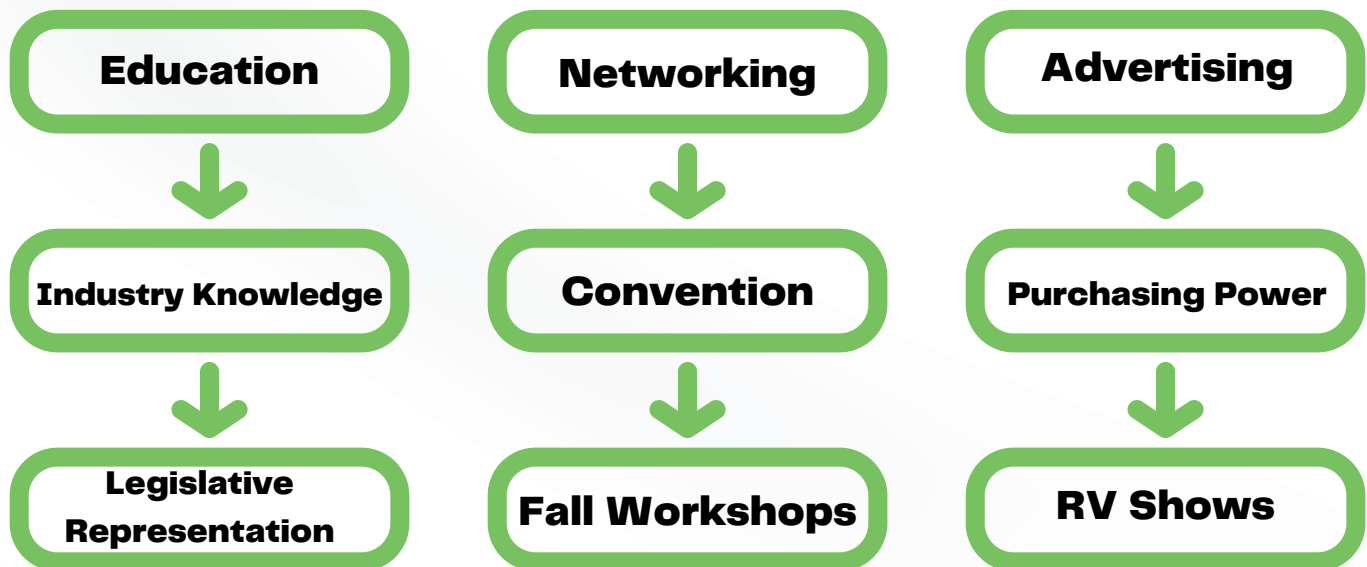 Education
Networking
Advertising
Industry Knowledge
Convention
Purchasing Power
Legislative
Representation
Fall Workshops
RV Shows